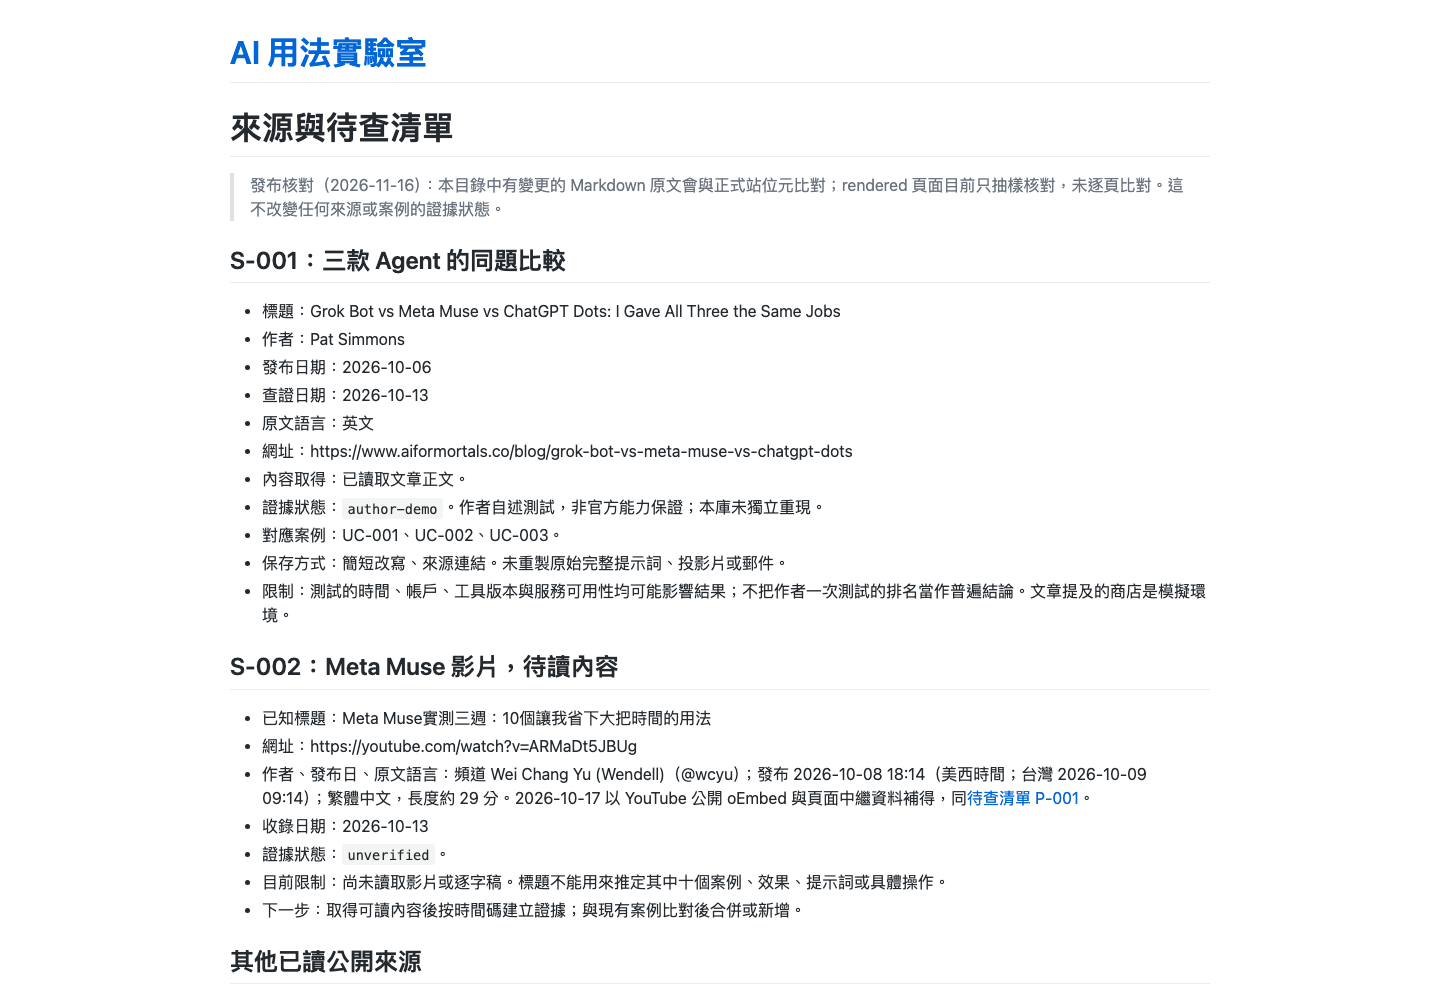 AI 用法實驗室
來源與待查清單
發布核對（2026-11-16）：本目錄中有變更的 Markdown 原文會與正式站位元比對；rendered 頁面目前只抽樣核對，未逐頁比對。這
不改變任何來源或案例的證據狀態。
S-001：三款 Agent 的同題比較
標題：Grok Bot vs Meta Muse vs ChatGPT Dots: I Gave All Three the Same Jobs
作者：Pat Simmons
發布日期：2026-10-06
查證日期：2026-10-13
原文語言：英文
網址：https://www.aiformortals.co/blog/grok-bot-vs-meta-muse-vs-chatgpt-dots
內容取得：已讀取文章正文。
證據狀態：author-demo。作者自述測試，非官方能力保證；本庫未獨立重現。
對應案例：UC-001、UC-002、UC-003。
保存方式：簡短改寫、來源連結。未重製原始完整提示詞、投影片或郵件。
限制：測試的時間、帳戶、工具版本與服務可用性均可能影響結果；不把作者一次測試的排名當作普遍結論。文章提及的商店是模擬環
境。
S-002：Meta Muse 影片，待讀內容
已知標題：Meta Muse實測三週：10個讓我省下大把時間的用法
網址：https://youtube.com/watch?v=ARMaDt5JBUg
作者、發布日、原文語言：頻道 Wei Chang Yu (Wendell)（@wcyu）；發布 2026-10-08 18:14（美西時間；台灣 2026-10-09
09:14）；繁體中文，長度約 29 分。2026-10-17 以 YouTube 公開 oEmbed 與頁面中繼資料補得，同待查清單 P-001。
收錄日期：2026-10-13
證據狀態：unverified。
目前限制：尚未讀取影片或逐字稿。標題不能用來推定其中十個案例、效果、提示詞或具體操作。
下一步：取得可讀內容後按時間碼建立證據；與現有案例比對後合併或新增。
其他已讀公開來源